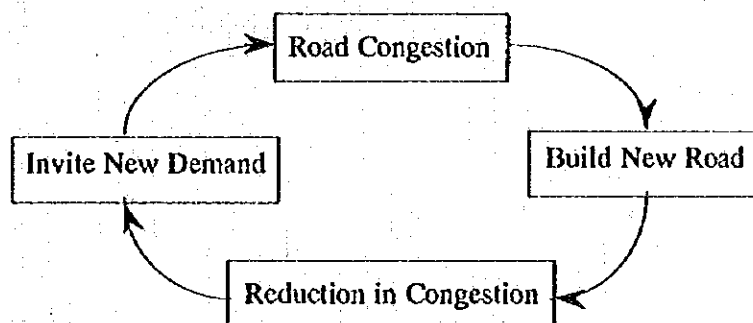 Road Congestion
Invite New Demand
Build New Road
Reduction in Congestion